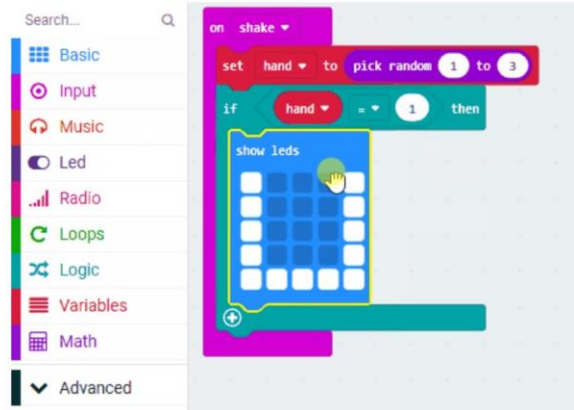 Search...
Basic
Input
Music
Led
Radio
Loops
Logic
Variables
Math
Advanced
on shake
set hand to pick random 1 to 3
if hand = 1 then
show leds